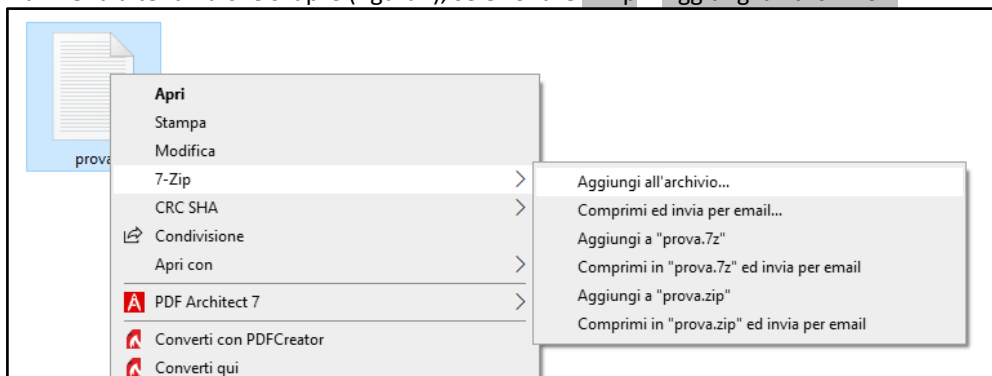 prova
Apri
Stampa
Modifica
7-Zip
CRC SHA
Condivisione
Apri con
PDF Architect 7
Converti con PDFCreator
Converti qui
Aggiungi all'archivio...
Comprimi ed invia per email...
Aggiungi a "prova.7z"
Comprimi in "prova.7z" ed invia per email
Aggiungi a "prova.zip"
Comprimi in "prova.zip" ed invia per email